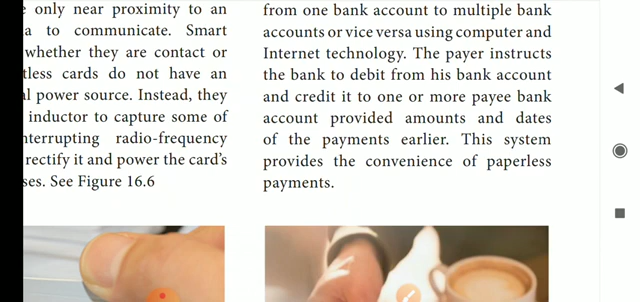 only near proximity to an
to communicate. Smart
whether they are contact or
cards do not have an
power source. Instead, they
inductor to capture some of
radio-frequency
rectify it and power the card's
See Figure 16.6
from one bank account to multiple bank
accounts or vice versa using computer and
Internet technology. The payer instructs
the bank to debit from his bank account
and credit it to one or more payee bank
account provided amounts and dates
of the payments earlier. This system
provides the convenience of paperless
payments.